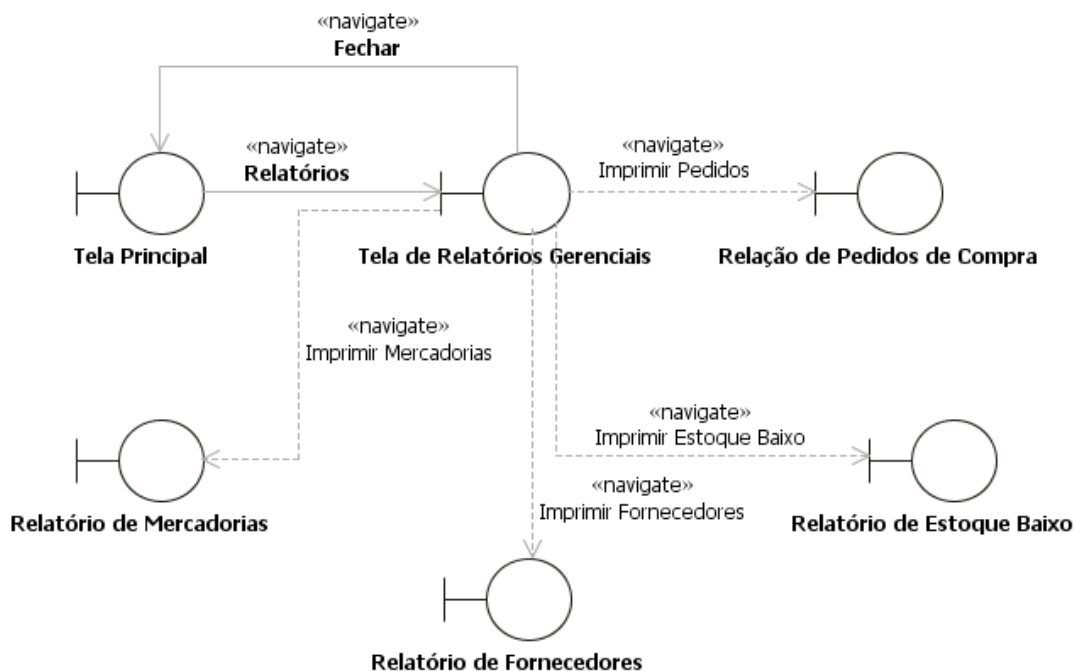 «navigate»
Fechar
«navigate»
Relatórios
«navigate»
Imprimir Pedidos
Tela Principal
Tela de Relatórios Gerenciais
Relação de Pedidos de Compra
«navigate»
Imprimir Mercadorias
«navigate»
Imprimir Estoque Baixo
«navigate»
Imprimir Fornecedores
Relatório de Mercadorias
Relatório de Estoque Baixo
Relatório de Fornecedores